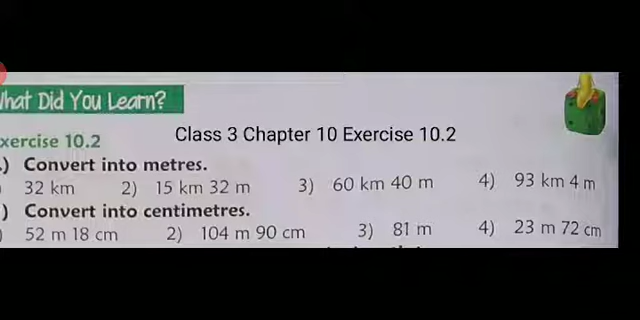 What Did You Learn?
Exercise 10.2
Class 3 Chapter 10 Exercise 10.2
) Convert into metres.
32 km 2) 15 km 32 m 3) 60 km 40 m 4) 93 km 4 m
) Convert into centimetres.
) 52 m 18 cm 2) 104 m 90 cm 3) 81 m 4) 23 m 72 cm